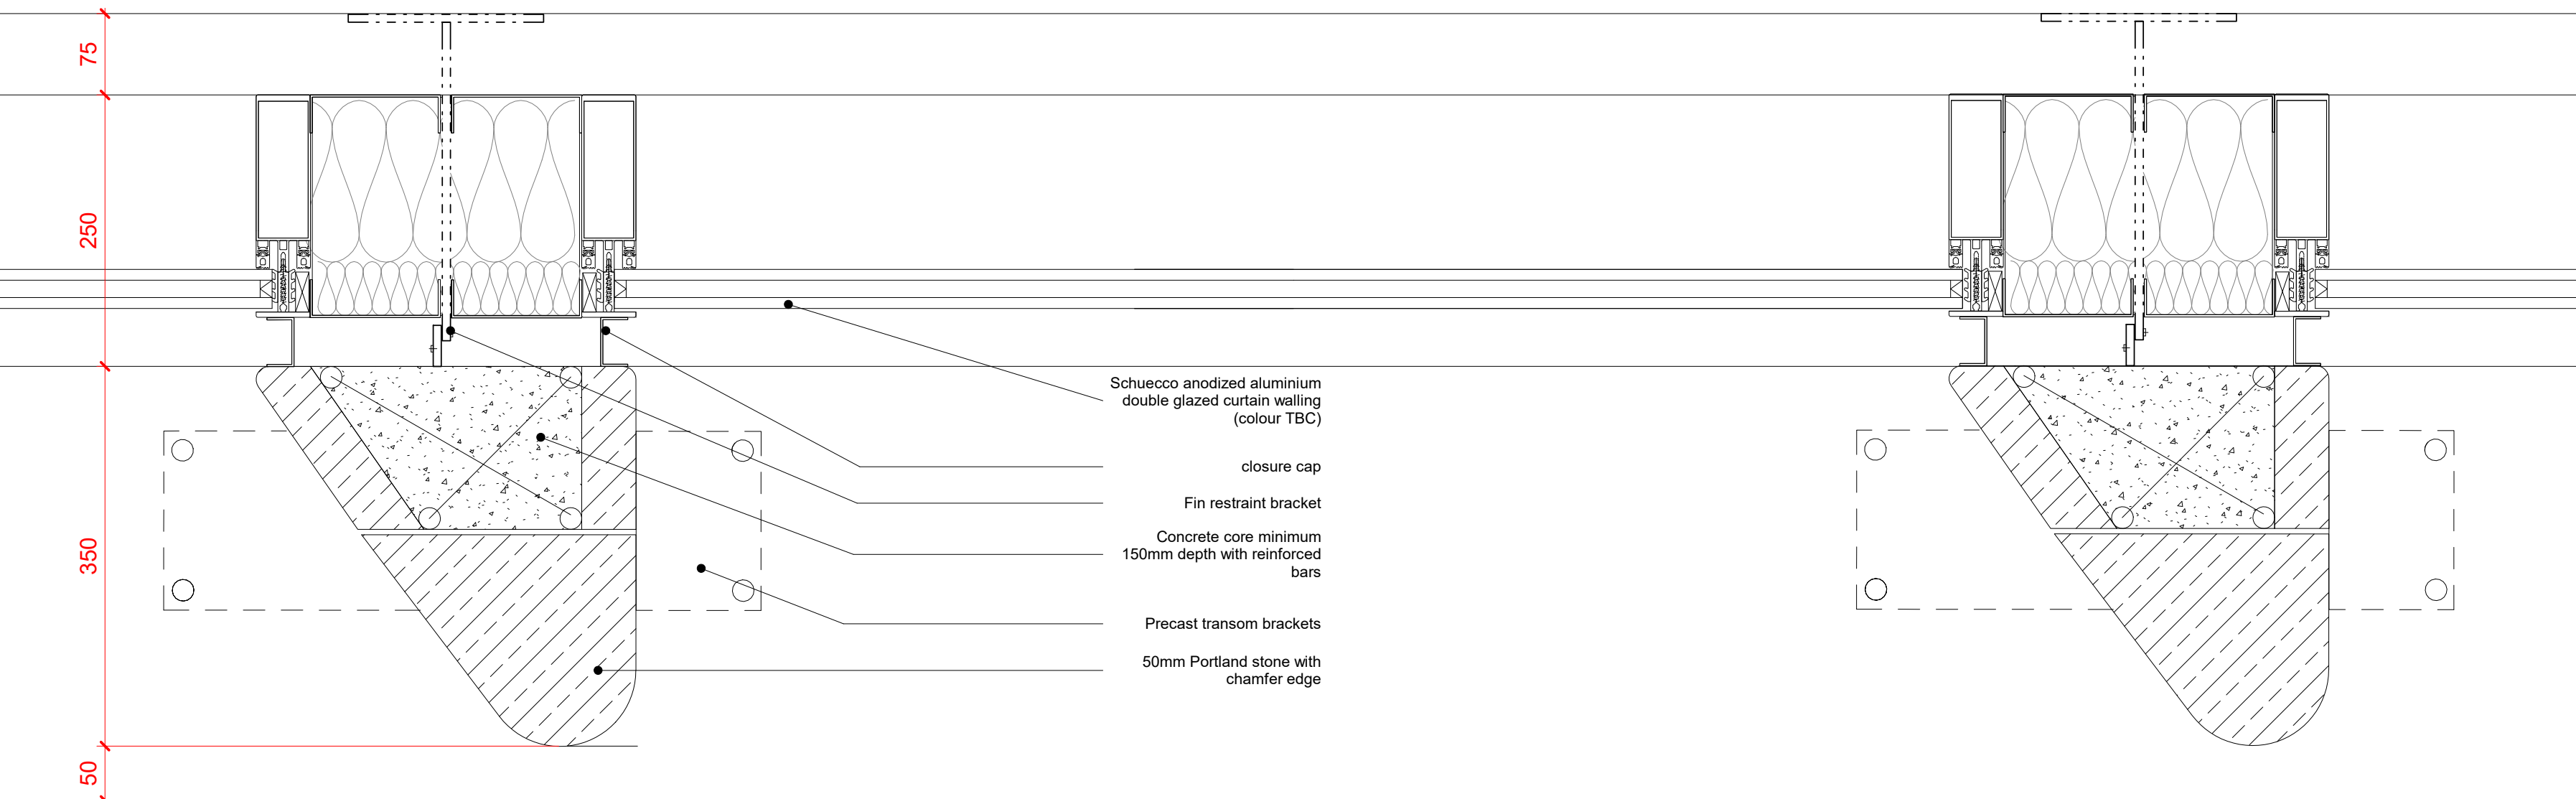 75
250
350
50
Schuecco anodized aluminium
double glazed curtain walling
(colour TBC)
closure cap
Fin restraint bracket
Concrete core minimum
150mm depth with reinforced
bars
Precast transom brackets
50mm Portland stone with
chamfer edge